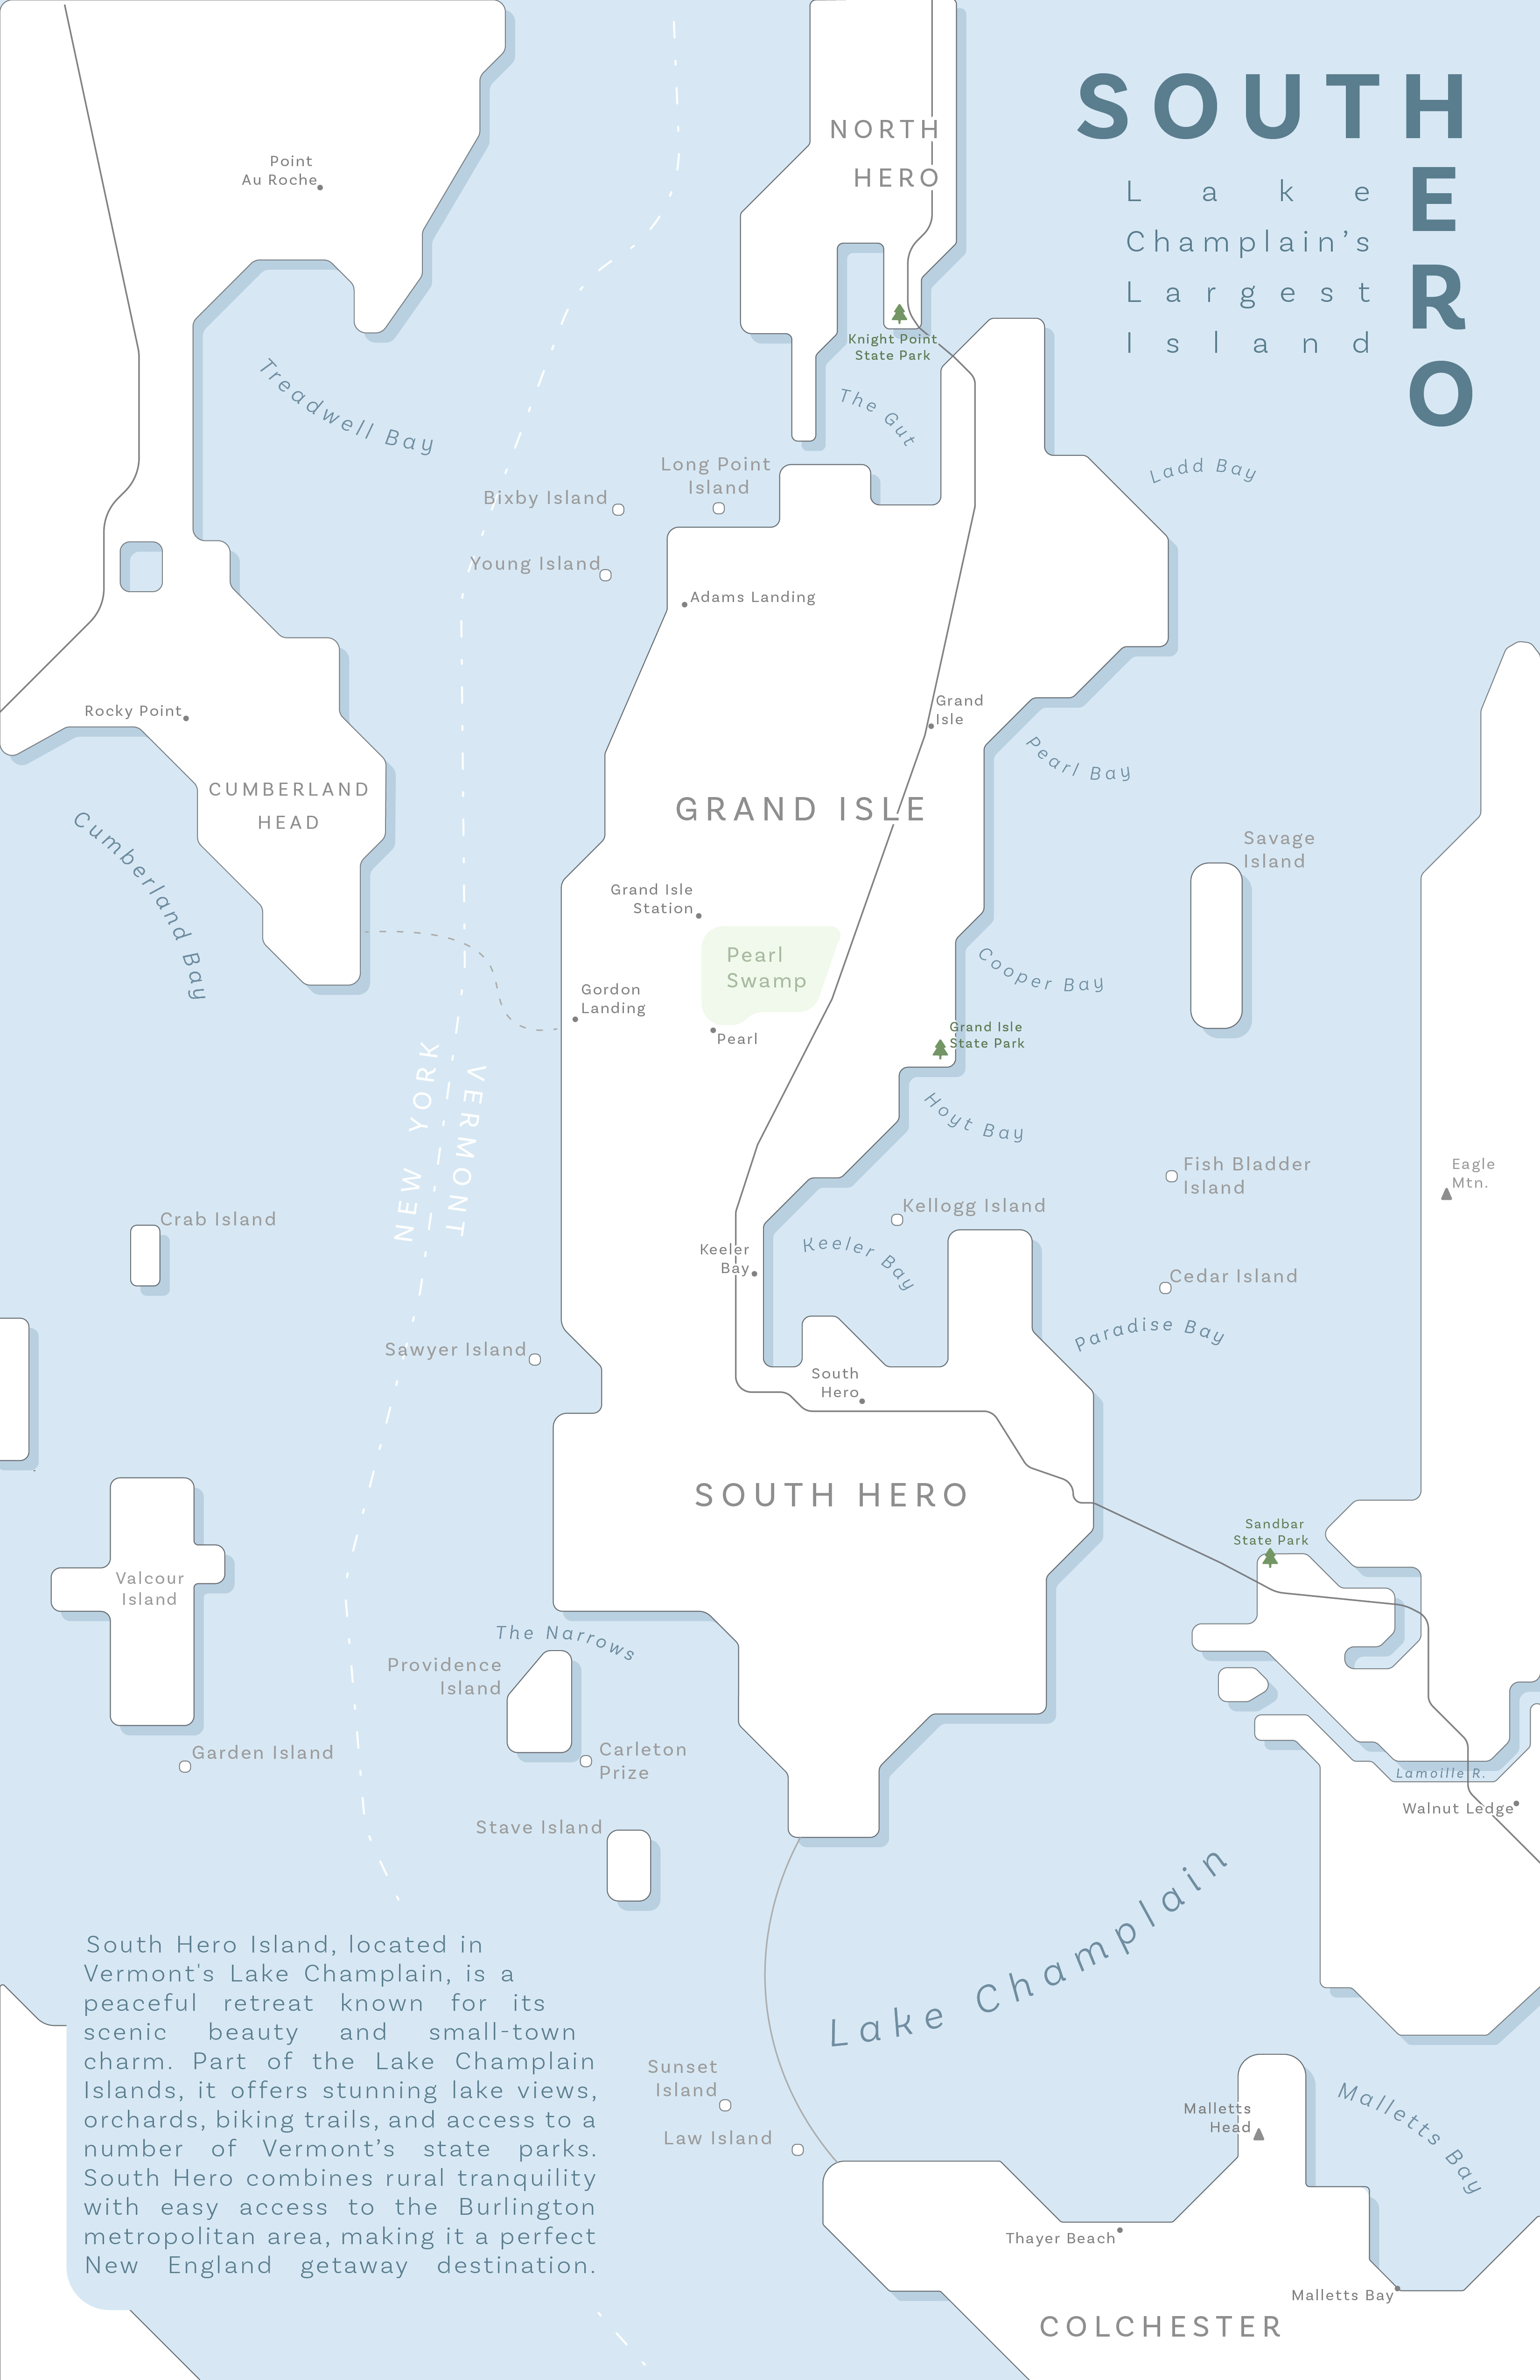 SOUTH
HERO
Lake
Champlain’s
Largest
Island
NORTH
HERO
Point
Au Roche
Knight Point
State Park
The Gut
Treadwell Bay
Long Point
Island
Bixby Island
Ladd Bay
Young Island
Adams Landing
Rocky Point
Grand
Isle
Pearl Bay
CUMBERLAND
HEAD
GRAND ISLE
Cumberland Bay
Savage
Island
Grand Isle
Station
Pearl
Swamp
Cooper Bay
Gordon
Landing
Pearl
Grand Isle
State Park
NEW YORK
VERMONT
Hoyt Bay
Fish Bladder
Island
Eagle
Mtn.
Crab Island
Kellogg Island
Keeler
Bay
Keeler Bay
Cedar Island
Paradise Bay
Sawyer Island
South
Hero
SOUTH HERO
Sandbar
State Park
Valcour
Island
The Narrows
Providence
Island
Garden Island
Carleton
Prize
Lamoille R.
Walnut Ledge
Stave Island
Lake Champlain
South Hero Island, located in
Vermont's Lake Champlain, is a
peaceful retreat known for its
scenic beauty and small-town
charm. Part of the Lake Champlain
Islands, it offers stunning lake views,
orchards, biking trails, and access to a
number of Vermont’s state parks.
South Hero combines rural tranquility
with easy access to the Burlington
metropolitan area, making it a perfect
New England getaway destination.
Sunset
Island
Law Island
Malletts
Head
Malletts Bay
Thayer Beach
Malletts Bay
COLCHESTER